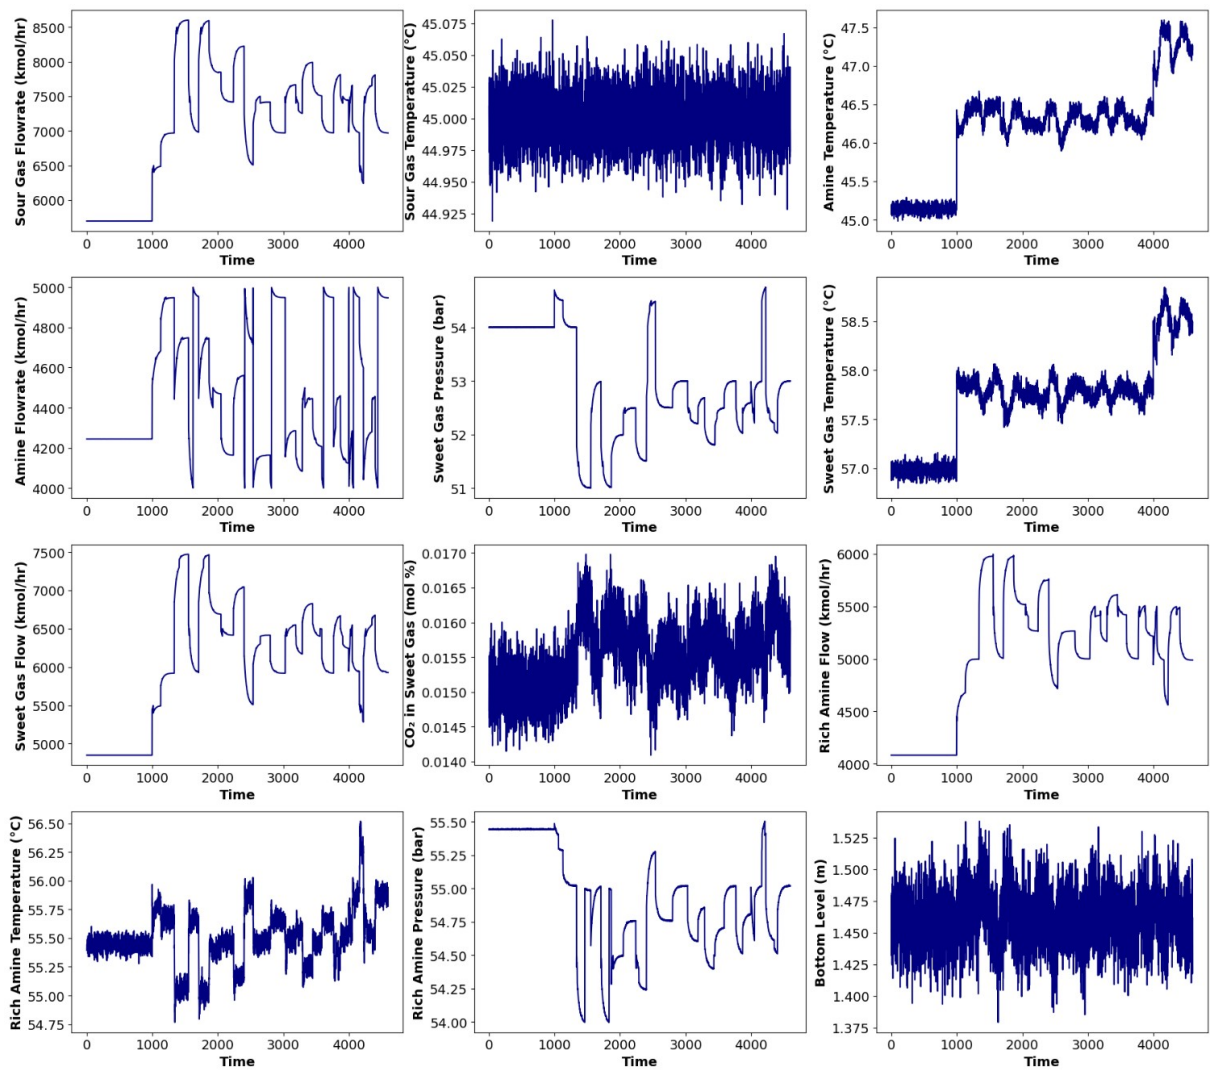 Sour Gas Flowrate (kmol/hr)
8500
8000
7500
7000
6500
6000
0 1000 2000 3000 4000
Time
Sour Gas Temperature (°C)
45.075
45.050
45.025
45.000
44.975
44.950
44.925
0 1000 2000 3000 4000
Time
Amine Temperature (°C)
47.5
47.0
46.5
46.0
45.5
45.0
0 1000 2000 3000 4000
Time
Amine Flowrate (kmol/hr)
5000
4800
4600
4400
4200
4000
0 1000 2000 3000 4000
Time
Sweet Gas Pressure (bar)
54
53
52
51
0 1000 2000 3000 4000
Time
Sweet Gas Temperature (°C)
58.5
58.0
57.5
57.0
0 1000 2000 3000 4000
Time
Sweet Gas Flow (kmol/hr)
7500
7000
6500
6000
5500
5000
0 1000 2000 3000 4000
Time
CO₂ in Sweet Gas (mol %)
0.0170
0.0165
0.0160
0.0155
0.0150
0.0145
0.0140
0 1000 2000 3000 4000
Time
Rich Amine Flow (kmol/hr)
6000
5500
5000
4500
4000
0 1000 2000 3000 4000
Time
Rich Amine Temperature (°C)
56.50
56.25
56.00
55.75
55.50
55.25
55.00
54.75
0 1000 2000 3000 4000
Time
Rich Amine Pressure (bar)
55.50
55.25
55.00
54.75
54.50
54.25
54.00
0 1000 2000 3000 4000
Time
Bottom Level (m)
1.525
1.500
1.475
1.450
1.425
1.400
1.375
0 1000 2000 3000 4000
Time